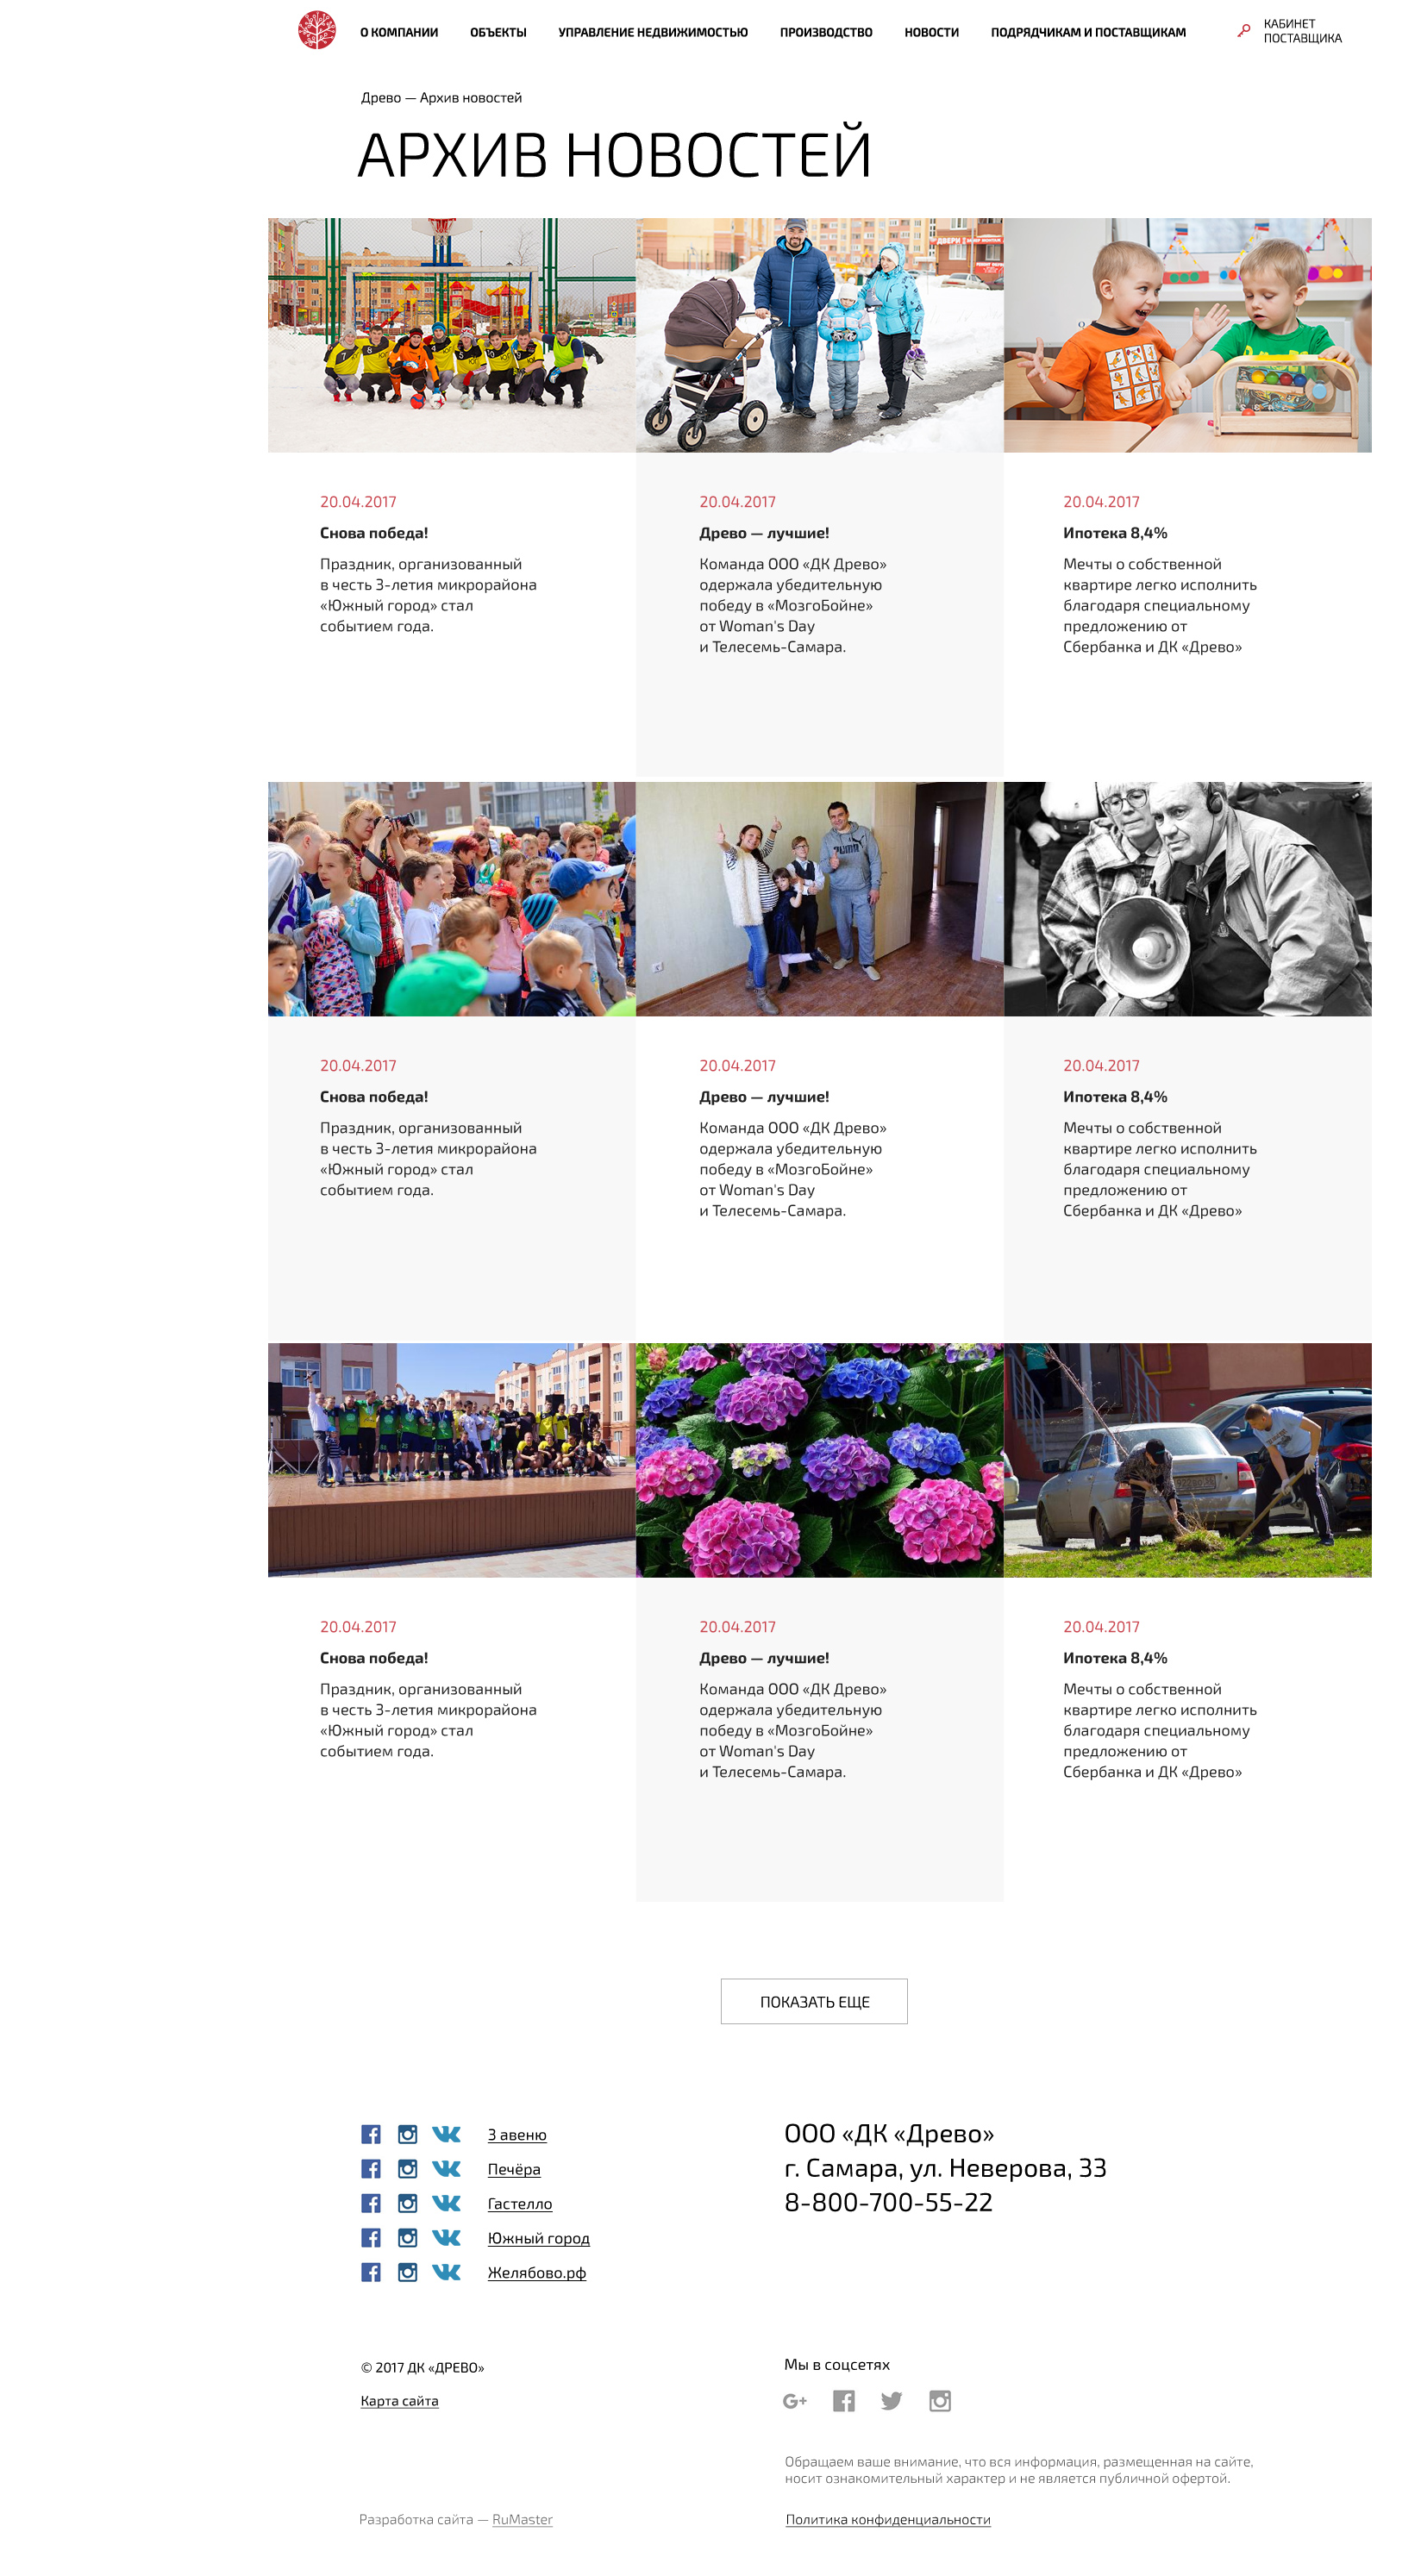 О КОМПАНИИ ОБЪЕКТЫ УПРАВЛЕНИЕ НЕДВИЖИМОСТЬЮ ПРОИЗВОДСТВО НОВОСТИ ПОДРЯДЧИКАМ И ПОСТАВЩИКАМ
КАБИНЕТ
ПОСТАВЩИКА
Древо — Архив новостей
АРХИВ НОВОСТЕЙ
ДВЕРИ
20.04.2017
Снова победа!
Праздник, организованный
в честь 3-летия микрорайона
«Южный город» стал
событием года.
20.04.2017
Древо — лучшие!
Команда ООО «ДК Древо»
одержала убедительную
победу в «МозгоБойне»
от Woman's Day
и Телесемь-Самара.
20.04.2017
Ипотека 8,4%
Мечты о собственной
квартире легко исполнить
благодаря специальному
предложению от
Сбербанка и ДК «Древо»
PUMA
20.04.2017
Снова победа!
Праздник, организованный
в честь 3-летия микрорайона
«Южный город» стал
событием года.
20.04.2017
Древо — лучшие!
Команда ООО «ДК Древо»
одержала убедительную
победу в «МозгоБойне»
от Woman's Day
и Телесемь-Самара.
20.04.2017
Ипотека 8,4%
Мечты о собственной
квартире легко исполнить
благодаря специальному
предложению от
Сбербанка и ДК «Древо»
20.04.2017
Снова победа!
Праздник, организованный
в честь 3-летия микрорайона
«Южный город» стал
событием года.
20.04.2017
Древо — лучшие!
Команда ООО «ДК Древо»
одержала убедительную
победу в «МозгоБойне»
от Woman's Day
и Телесемь-Самара.
20.04.2017
Ипотека 8,4%
Мечты о собственной
квартире легко исполнить
благодаря специальному
предложению от
Сбербанка и ДК «Древо»
ПОКАЗАТЬ ЕЩЕ
3 авеню
Печёра
Гастелло
Южный город
Желябово.рф
ООО «ДК «Древо»
г. Самара, ул. Неверова, 33
8-800-700-55-22
© 2017 ДК «ДРЕВО»
Карта сайта
Мы в соцсетях
Обращаем ваше внимание, что вся информация, размещенная на сайте,
носит ознакомительный характер и не является публичной офертой.
Разработка сайта — RuMaster
Политика конфиденциальности